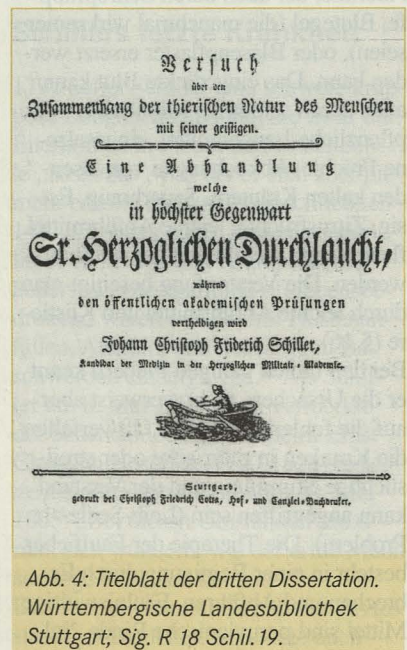 Versuch
über den
Zusammenhang der thierischen Natur des Menschen
mit seiner geistigen.
Eine Abhandlung
welche
in höchster Gegenwart
Sr. Herzoglichen Durchlaucht,
während
den öffentlichen akademischen Prüfungen
vertheidigen wird
Johann Christoph Friderich Schiller,
Kandidat der Medizin in der Herzoglichen Militair-Akademie.
Stuttgard,
gedrukt bei Christoph Friedrich Cotta, Hof- und Canzlei-Buchdruker.
Abb. 4: Titelblatt der dritten Dissertation.
Württembergische Landesbibliothek
Stuttgart; Sig. R 18 Schil.19.